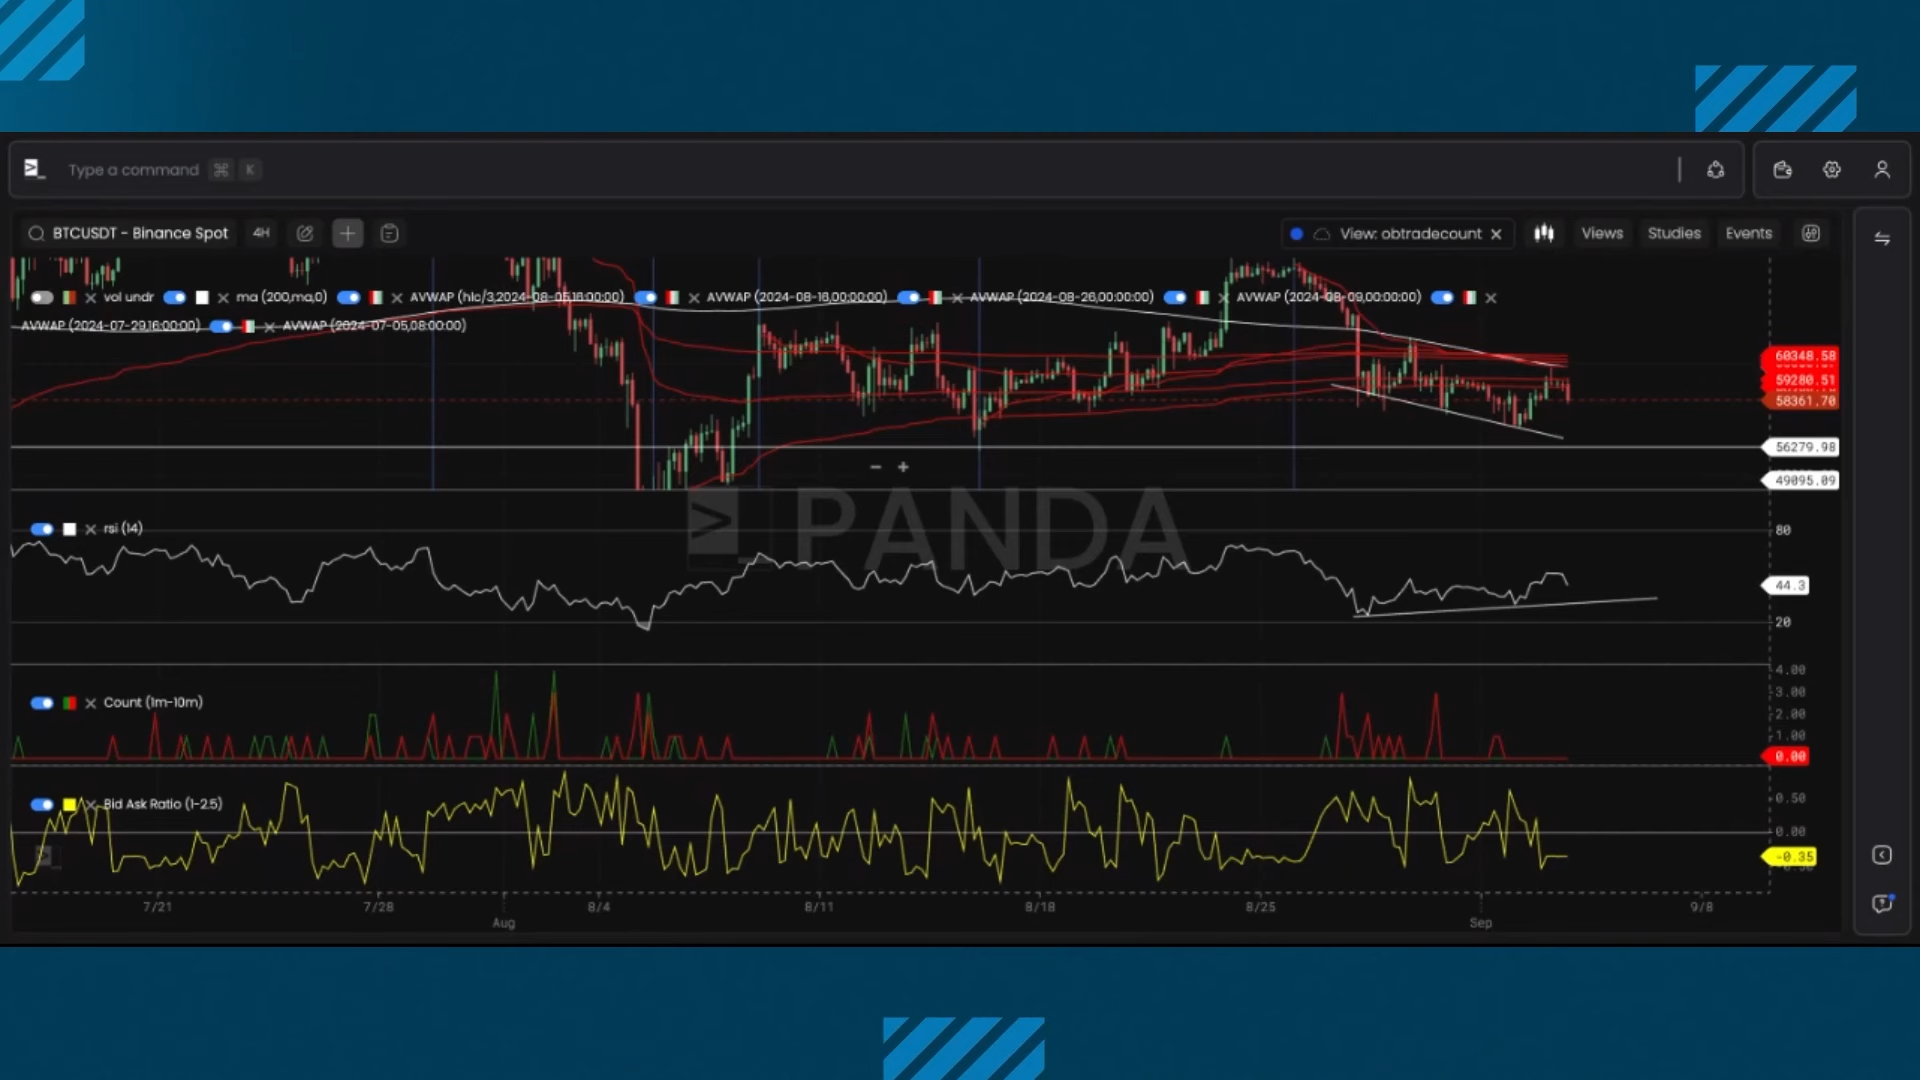 Type a command ⌘ K
BTCUSDT - Binance Spot 4H View: obtradecount Views Studies Events
vol undr ma (200,ma,0) AVWAP (hlc/3,2024-08-05,16:00:00) AVWAP (2024-08-16,00:00:00) AVWAP (2024-08-26,00:00:00) AVWAP (2024-08-09,00:00:00)
AVWAP (2024-07-29,16:00:00) AVWAP (2024-07-05,08:00:00)
60348.58
59280.51
58361.70
56279.98
49095.09
PANDA
rsi (14)
80
44.3
20
Count (1m-10m)
4.00
3.00
2.00
1.00
0.00
Bid Ask Ratio (1-2.5)
0.50
0.00
-0.35
7/21 7/28 8/4 8/11 8/18 8/25 9/8
Aug Sep